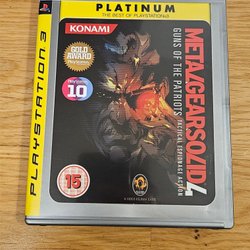 PLATINUM
THE BEST OF PLAYSTATION®3
PLAYSTATION 3
KONAMI
GOLD AWARD
10
METAL GEAR SOLID 4
GUNS OF THE PATRIOTS
TACTICAL ESPIONAGE ACTION
15